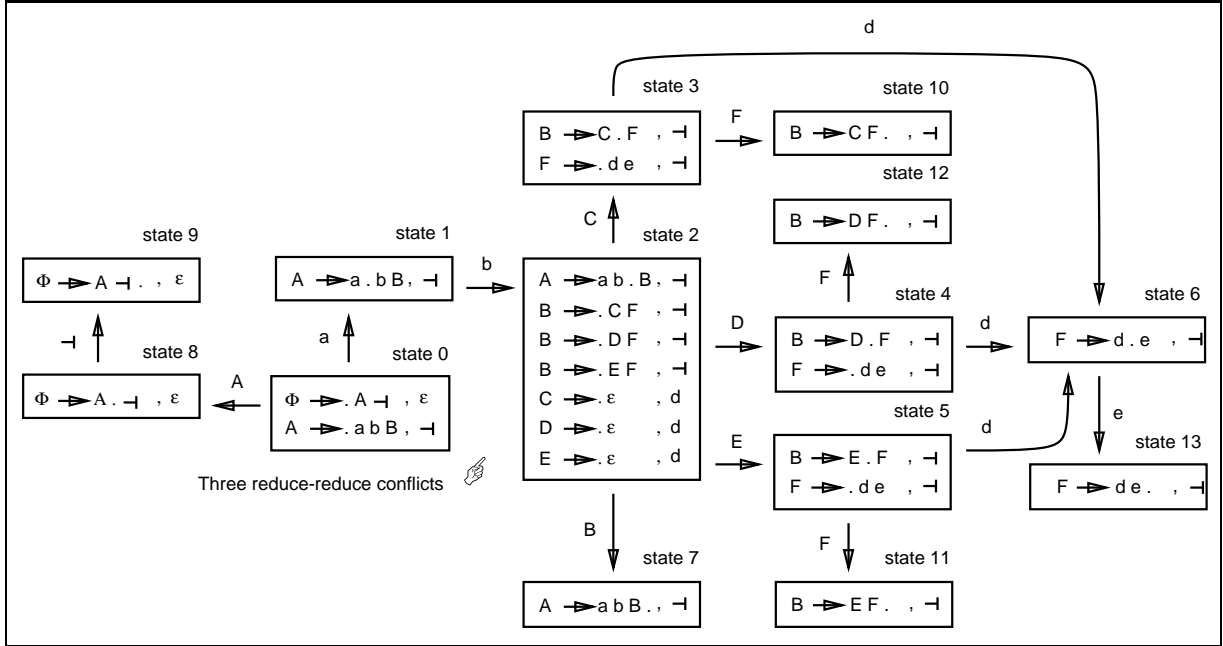 d
state 3
B → C . F , ⊣
F → . d e , ⊣
F
state 10
B → C F . , ⊣
state 12
B → D F . , ⊣
C
F
state 9
Φ → A ⊣ . , ε
state 1
A → a . b B , ⊣
b
state 2
A → a b . B , ⊣
B → . C F , ⊣
B → . D F , ⊣
B → . E F , ⊣
C → . ε , d
D → . ε , d
E → . ε , d
D
state 4
B → D . F , ⊣
F → . d e , ⊣
d
state 6
F → d . e , ⊣
⊣
a
state 8
Φ → A . ⊣ , ε
A
state 0
Φ → . A ⊣ , ε
A → . a b B , ⊣
Three reduce-reduce conflicts
E
state 5
B → E . F , ⊣
F → . d e , ⊣
d
e
state 13
F → d e . , ⊣
B
state 7
A → a b B . , ⊣
F
state 11
B → E F . , ⊣